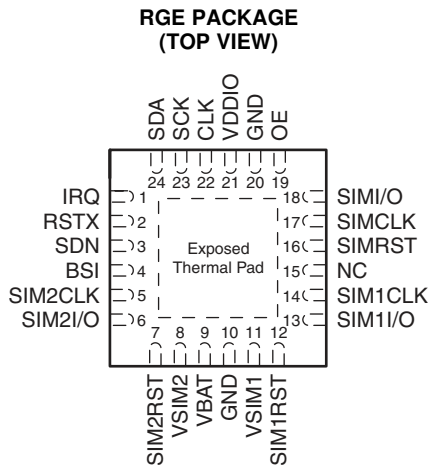 RGE PACKAGE
(TOP VIEW)
SDA
SCK
CLK
VDDIO
GND
OE
24 23 22 21 20 19
IRQ 1
RSTX 2
SDN 3
BSI 4
SIM2CLK 5
SIM2I/O 6
Exposed
Thermal Pad
18 SIMI/O
17 SIMCLK
16 SIMRST
15 NC
14 SIM1CLK
13 SIM1I/O
7 8 9 10 11 12
SIM2RST
VSIM2
VBAT
GND
VSIM1
SIM1RST